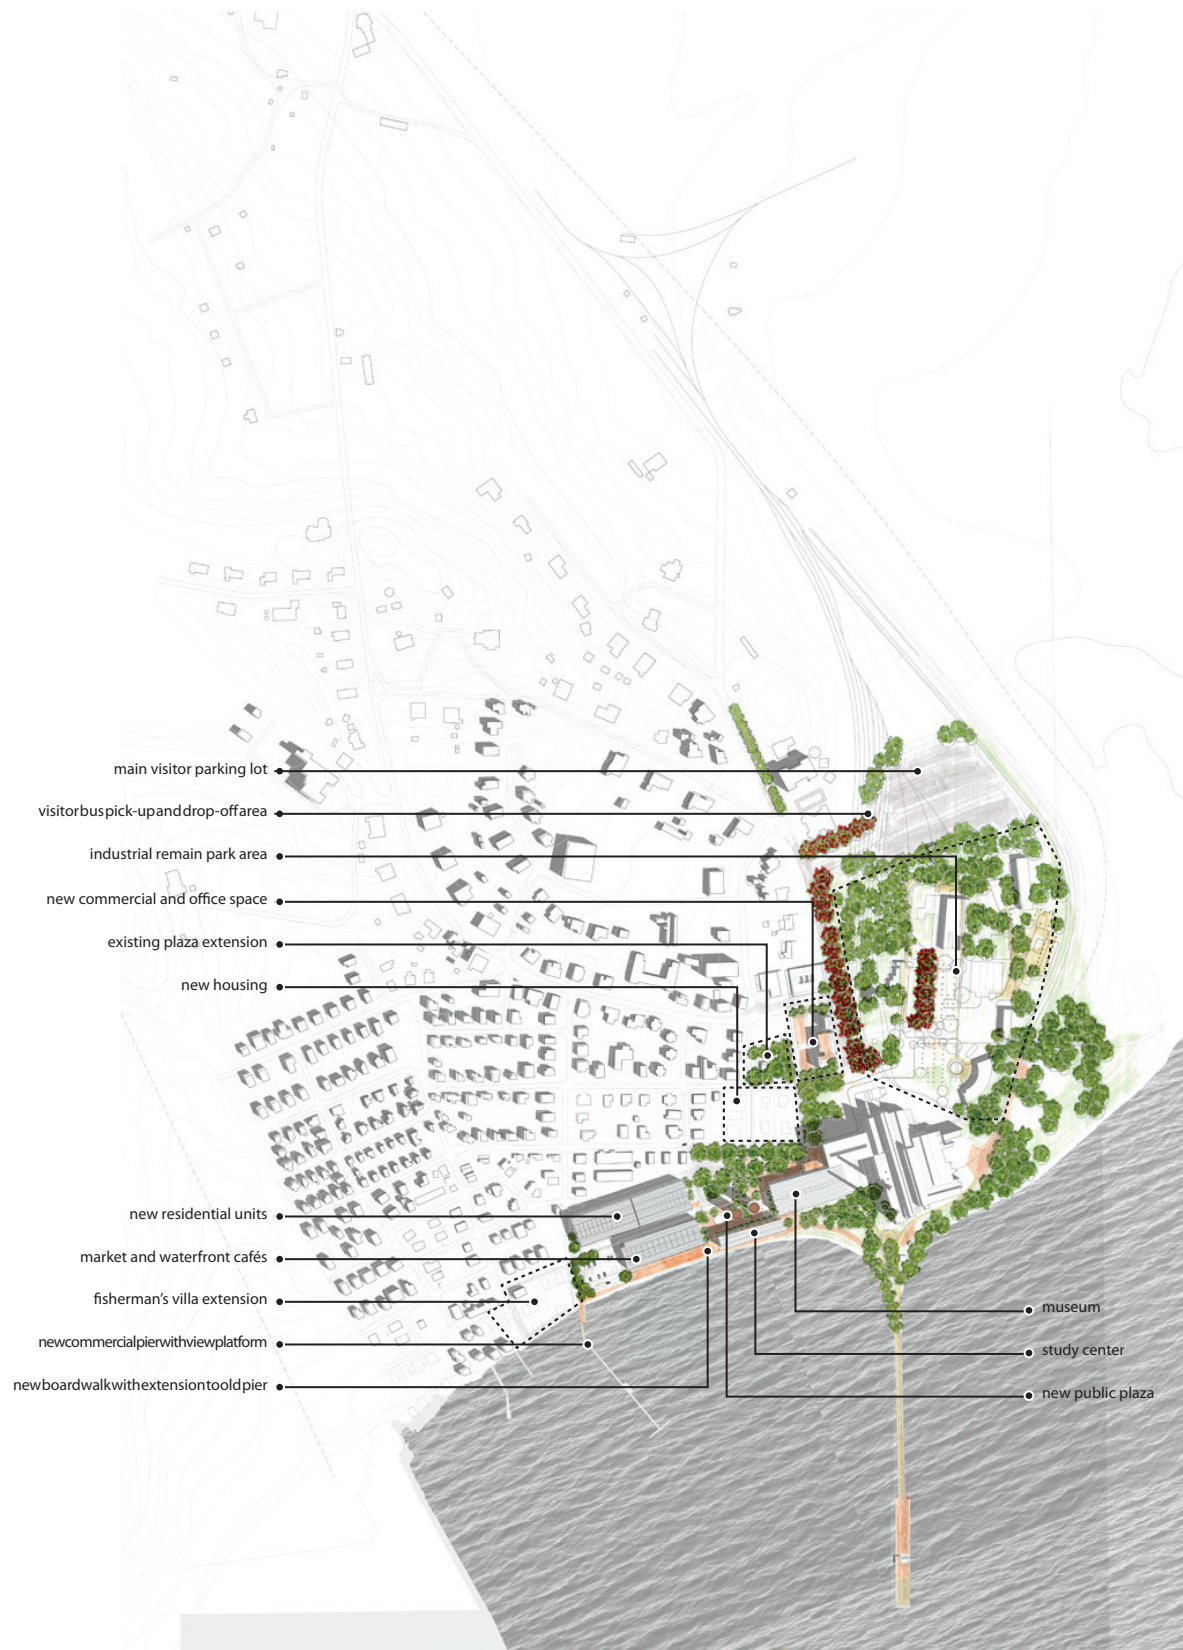 main visitor parking lot
visitorbuspick-upanddrop-offarea
industrial remain park area
new commercial and office space
existing plaza extension
new housing
new residential units
market and waterfront cafés
fisherman's villa extension
newcommercialpierwithviewplatform
newboardwalkwithextensiontooldpier
museum
study center
new public plaza